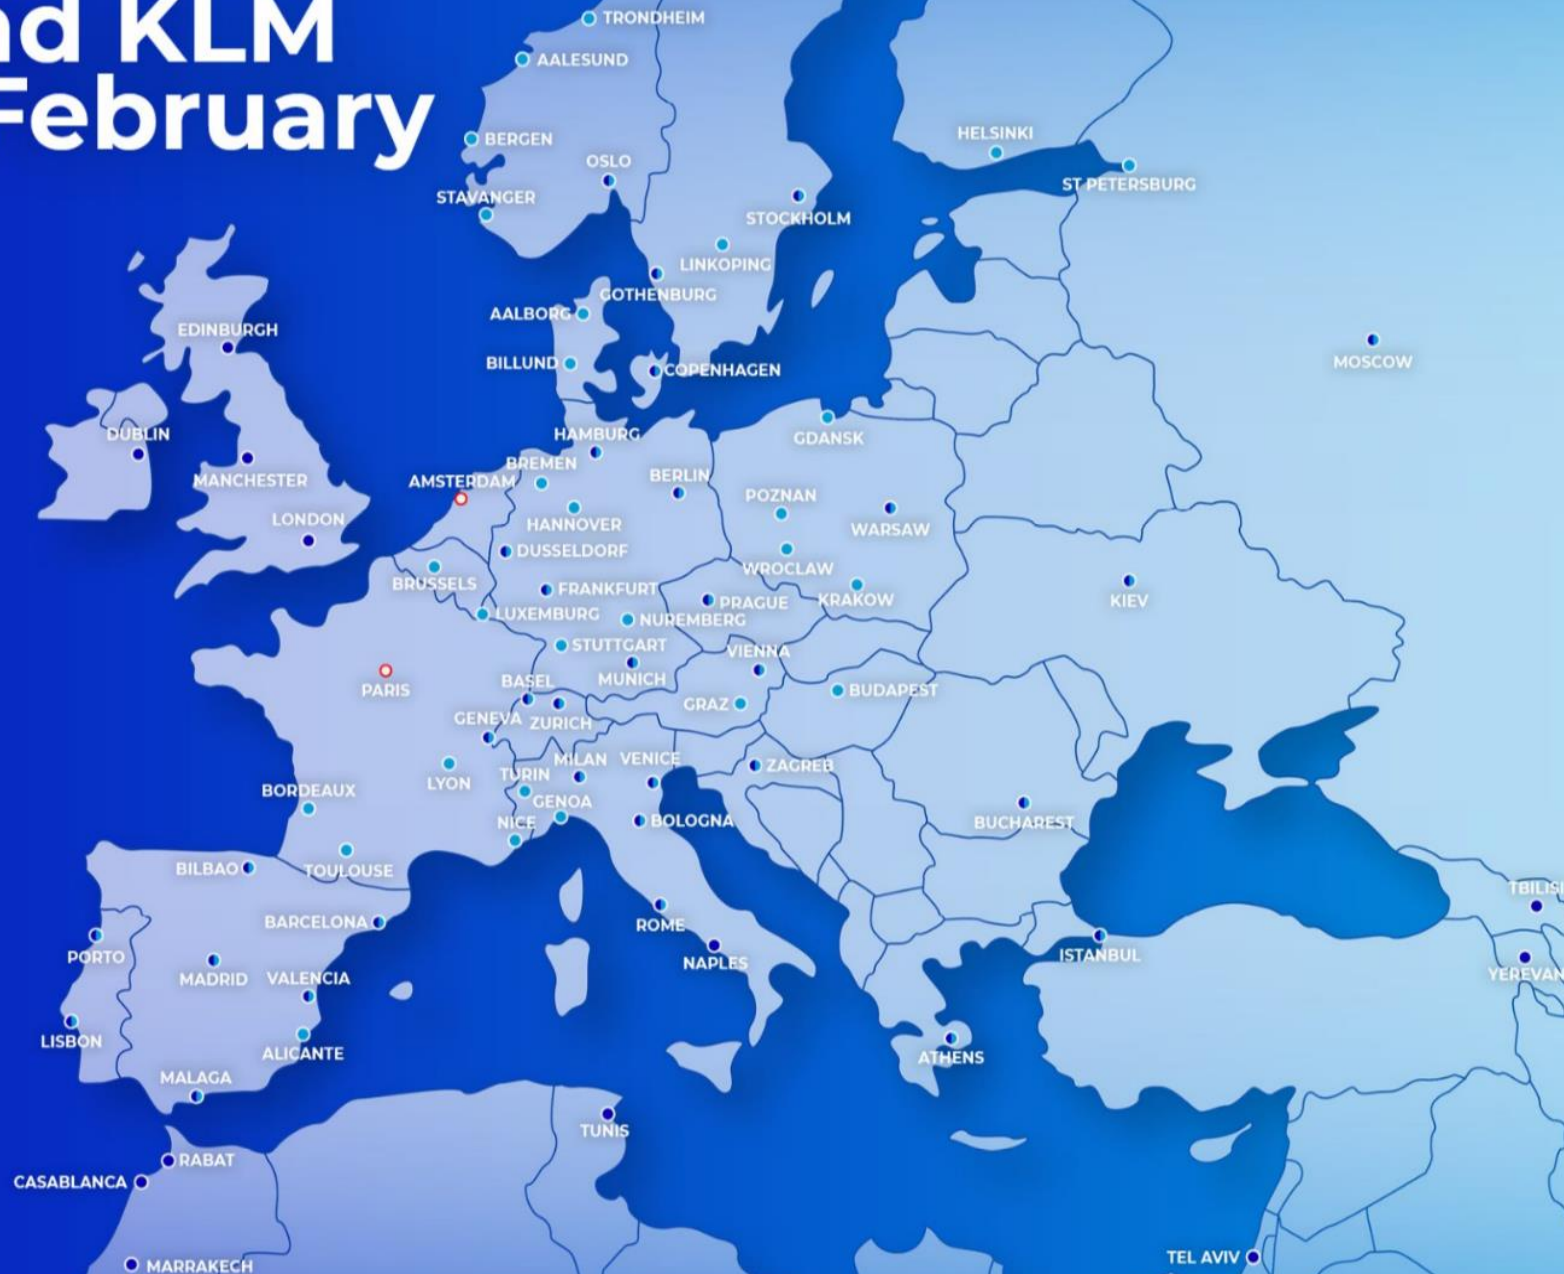 nd KLM
February
TRONDHEIM
AALESUND
BERGEN
HELSINKI
OSLO
ST PETERSBURG
STAVANGER
STOCKHOLM
LINKOPING
GOTHENBURG
AALBORG
EDINBURGH
BILLUND
COPENHAGEN
MOSCOW
DUBLIN
HAMBURG
GDANSK
BREMEN
MANCHESTER
AMSTERDAM
BERLIN
POZNAN
LONDON
HANNOVER
WARSAW
DUSSELDORF
WROCLAW
BRUSSELS
FRANKFURT
PRAGUE
KRAKOW
KIEV
LUXEMBURG
NUREMBERG
STUTTGART
VIENNA
MUNICH
PARIS
BASEL
BUDAPEST
GRAZ
GENEVA
ZURICH
MILAN
VENICE
ZAGREB
LYON
TURIN
BORDEAUX
GENOA
NICE
BOLOGNA
BUCHAREST
BILBAO
TOULOUSE
TBILISI
BARCELONA
ROME
PORTO
NAPLES
ISTANBUL
MADRID
VALENCIA
YEREVAN
LISBON
ALICANTE
ATHENS
MALAGA
TUNIS
RABAT
CASABLANCA
MARRAKECH
TEL AVIV